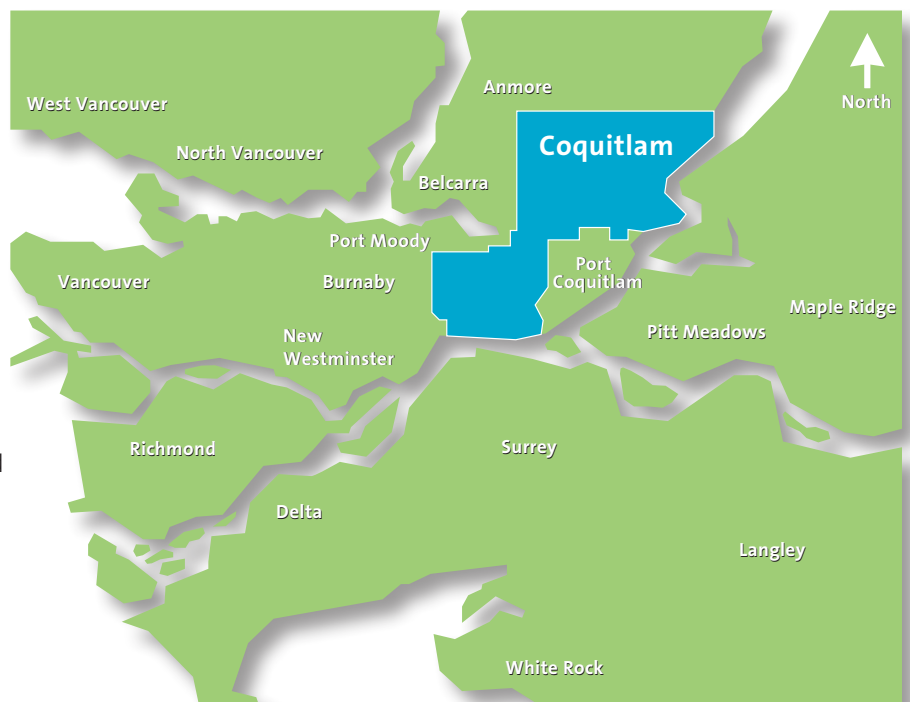 Anmore
West Vancouver
North
Coquitlam
North Vancouver
Belcarra
Port Moody
Port
Coquitlam
Vancouver
Burnaby
Maple Ridge
New
Westminster
Pitt Meadows
Richmond
Surrey
Delta
Langley
White Rock